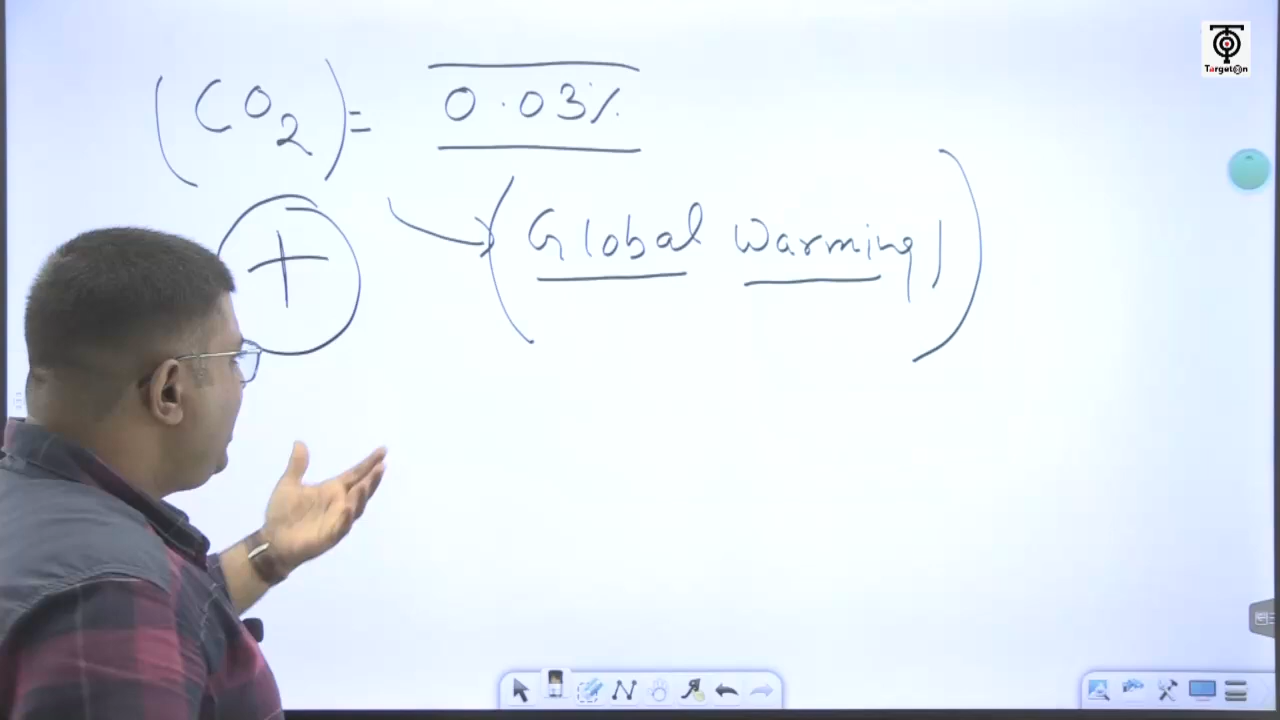 Target@n
(CO2) = 0.03%
+
(Global Warming)